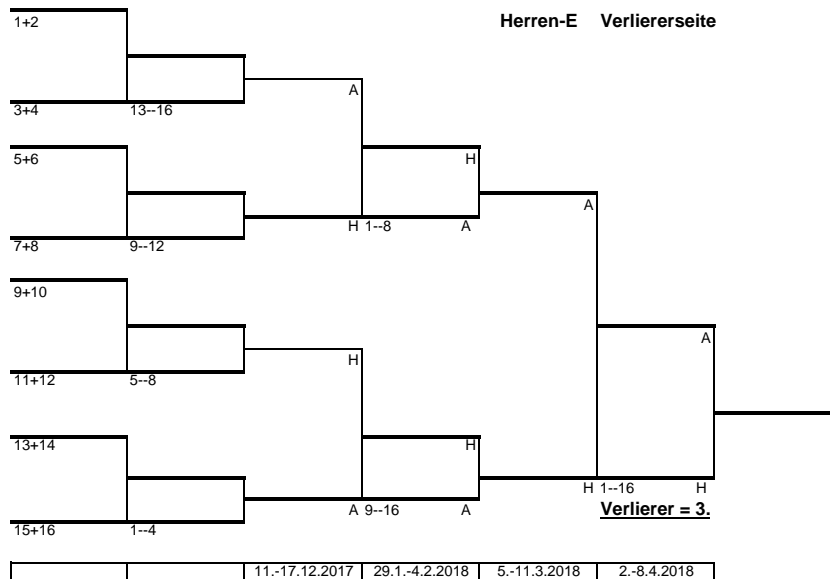 Herren-E Verliererseite
1+2
A
3+4 13--16
5+6
H
A
7+8 9--12
H 1--8 A
9+10
A
H
11+12 5--8
13+14
H
H 1--16 H
A 9--16 A
Verlierer = 3.
15+16 1--4
11.-17.12.2017 29.1.-4.2.2018 5.-11.3.2018 2.-8.4.2018